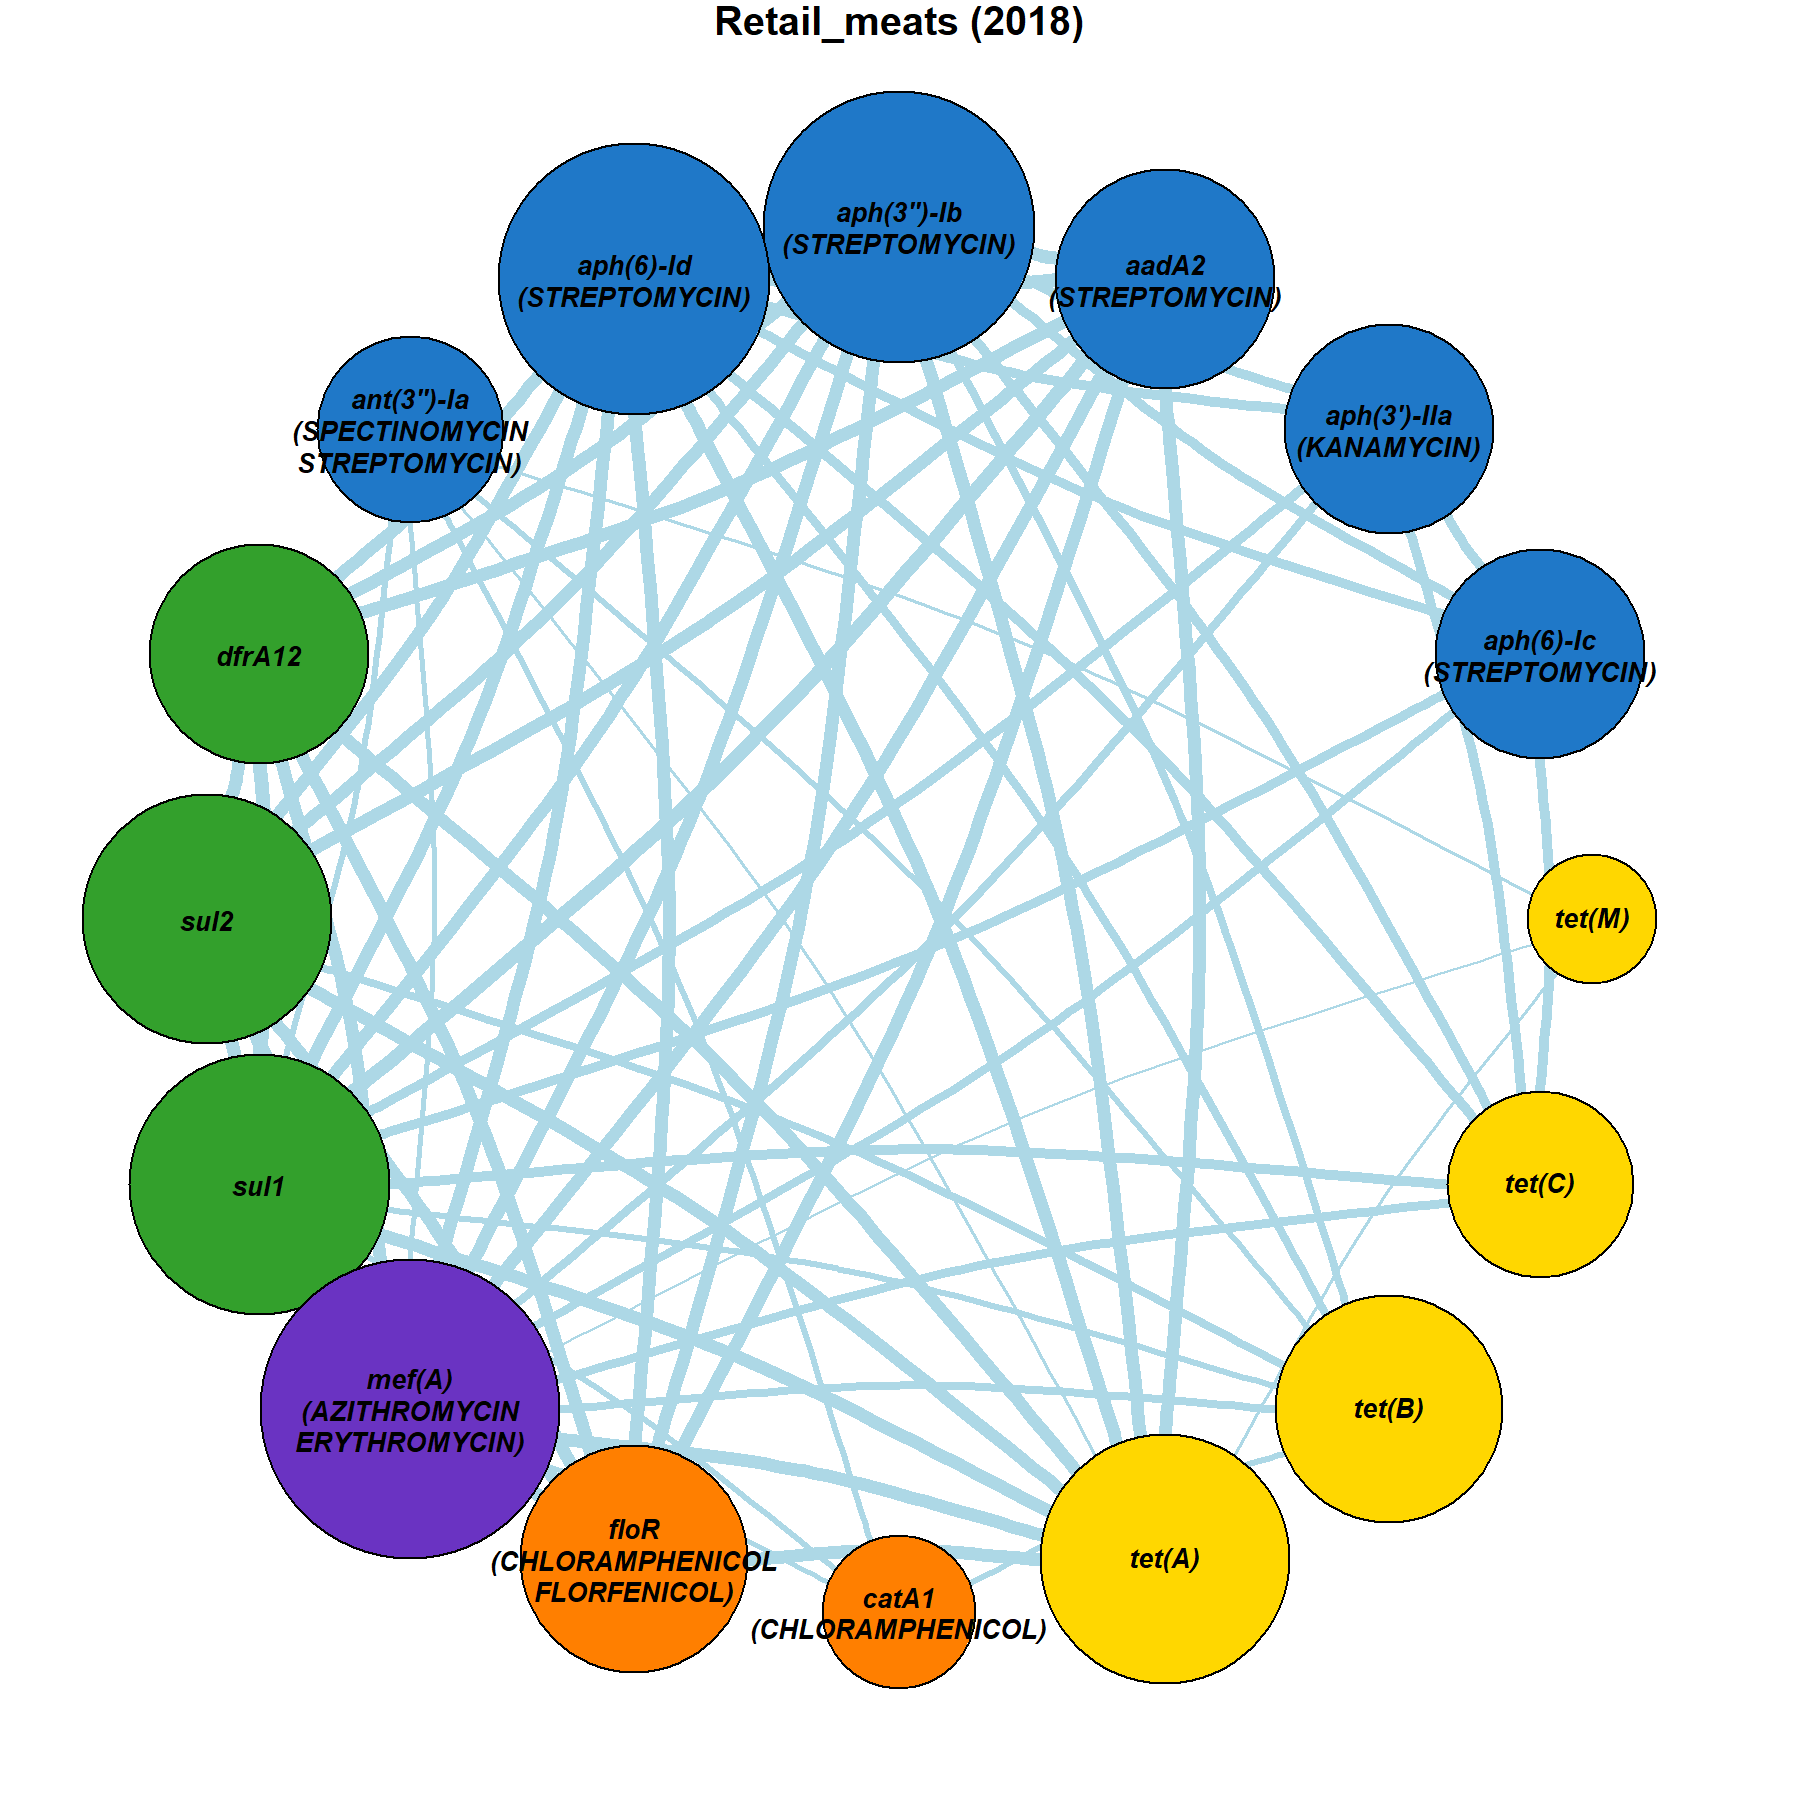 Retail_meats (2018)
aph(3'')-Ib
(STREPTOMYCIN)
aph(6)-Id
(STREPTOMYCIN)
aadA2
(STREPTOMYCIN)
ant(3'')-Ia
(SPECTINOMYCIN
STREPTOMYCIN)
aph(3')-IIa
(KANAMYCIN)
dfrA12
aph(6)-Ic
(STREPTOMYCIN)
sul2
tet(M)
sul1
tet(C)
mef(A)
(AZITHROMYCIN
ERYTHROMYCIN)
tet(B)
floR
(CHLORAMPHENICOL
FLORFENICOL)
catA1
(CHLORAMPHENICOL)
tet(A)